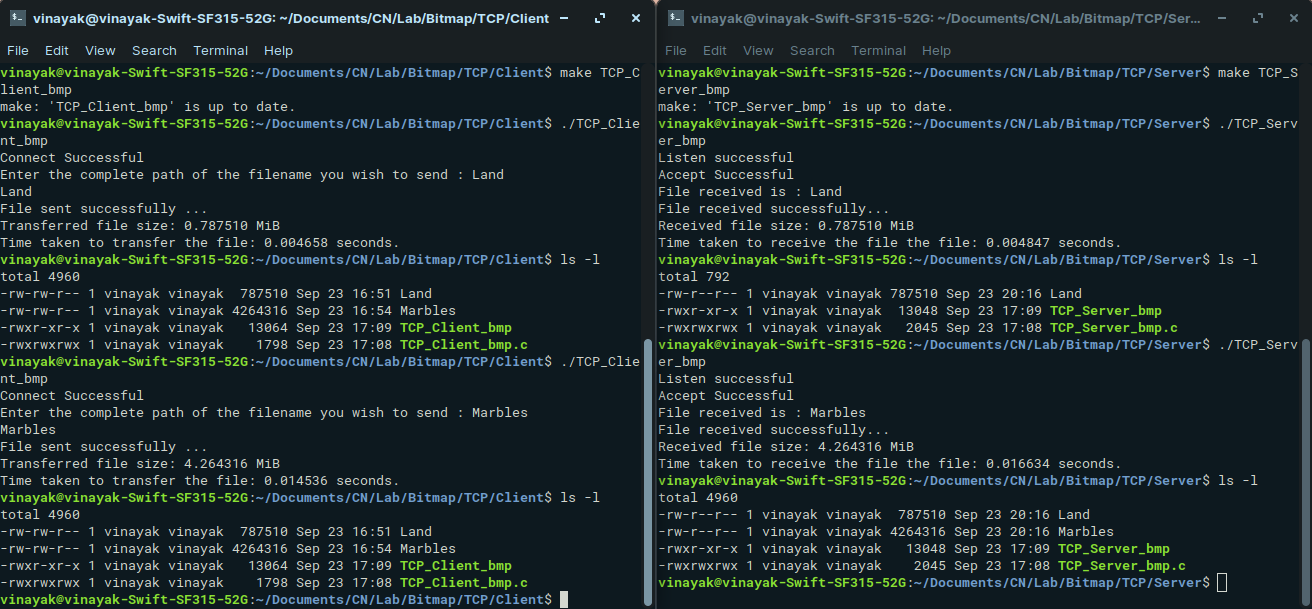 vinayak@vinayak-Swift-SF315-52G: ~/Documents/CN/Lab/Bitmap/TCP/Client
File Edit View Search Terminal Help
vinayak@vinayak-Swift-SF315-52G:~/Documents/CN/Lab/Bitmap/TCP/Client$ make TCP_C
lient_bmp
make: 'TCP_Client_bmp' is up to date.
vinayak@vinayak-Swift-SF315-52G:~/Documents/CN/Lab/Bitmap/TCP/Client$ ./TCP_Clie
nt_bmp
Connect Successful
Enter the complete path of the filename you wish to send : Land
Land
File sent successfully ...
Transferred file size: 0.787510 MiB
Time taken to transfer the file: 0.004658 seconds.
vinayak@vinayak-Swift-SF315-52G:~/Documents/CN/Lab/Bitmap/TCP/Client$ ls -l
total 4960
-rw-rw-r-- 1 vinayak vinayak  787510 Sep 23 16:51 Land
-rw-rw-r-- 1 vinayak vinayak 4264316 Sep 23 16:54 Marbles
-rwxr-xr-x 1 vinayak vinayak   13064 Sep 23 17:09 TCP_Client_bmp
-rwxrwxrwx 1 vinayak vinayak    1798 Sep 23 17:08 TCP_Client_bmp.c
vinayak@vinayak-Swift-SF315-52G:~/Documents/CN/Lab/Bitmap/TCP/Client$ ./TCP_Clie
nt_bmp
Connect Successful
Enter the complete path of the filename you wish to send : Marbles
Marbles
File sent successfully ...
Transferred file size: 4.264316 MiB
Time taken to transfer the file: 0.014536 seconds.
vinayak@vinayak-Swift-SF315-52G:~/Documents/CN/Lab/Bitmap/TCP/Client$ ls -l
total 4960
-rw-rw-r-- 1 vinayak vinayak  787510 Sep 23 16:51 Land
-rw-rw-r-- 1 vinayak vinayak 4264316 Sep 23 16:54 Marbles
-rwxr-xr-x 1 vinayak vinayak   13064 Sep 23 17:09 TCP_Client_bmp
-rwxrwxrwx 1 vinayak vinayak    1798 Sep 23 17:08 TCP_Client_bmp.c
vinayak@vinayak-Swift-SF315-52G:~/Documents/CN/Lab/Bitmap/TCP/Client$
vinayak@vinayak-Swift-SF315-52G: ~/Documents/CN/Lab/Bitmap/TCP/Ser...
File Edit View Search Terminal Help
vinayak@vinayak-Swift-SF315-52G:~/Documents/CN/Lab/Bitmap/TCP/Server$ make TCP_S
erver_bmp
make: 'TCP_Server_bmp' is up to date.
vinayak@vinayak-Swift-SF315-52G:~/Documents/CN/Lab/Bitmap/TCP/Server$ ./TCP_Serv
er_bmp
Listen successful
Accept Successful
File received is : Land
File received successfully...
Received file size: 0.787510 MiB
Time taken to receive the file the file: 0.004847 seconds.
vinayak@vinayak-Swift-SF315-52G:~/Documents/CN/Lab/Bitmap/TCP/Server$ ls -l
total 792
-rw-r--r-- 1 vinayak vinayak 787510 Sep 23 20:16 Land
-rwxr-xr-x 1 vinayak vinayak  13048 Sep 23 17:09 TCP_Server_bmp
-rwxrwxrwx 1 vinayak vinayak   2045 Sep 23 17:08 TCP_Server_bmp.c
vinayak@vinayak-Swift-SF315-52G:~/Documents/CN/Lab/Bitmap/TCP/Server$ ./TCP_Serv
er_bmp
Listen successful
Accept Successful
File received is : Marbles
File received successfully...
Received file size: 4.264316 MiB
Time taken to receive the file the file: 0.016634 seconds.
vinayak@vinayak-Swift-SF315-52G:~/Documents/CN/Lab/Bitmap/TCP/Server$ ls -l
total 4960
-rw-r--r-- 1 vinayak vinayak  787510 Sep 23 20:16 Land
-rw-r--r-- 1 vinayak vinayak 4264316 Sep 23 20:16 Marbles
-rwxr-xr-x 1 vinayak vinayak   13048 Sep 23 17:09 TCP_Server_bmp
-rwxrwxrwx 1 vinayak vinayak    2045 Sep 23 17:08 TCP_Server_bmp.c
vinayak@vinayak-Swift-SF315-52G:~/Documents/CN/Lab/Bitmap/TCP/Server$